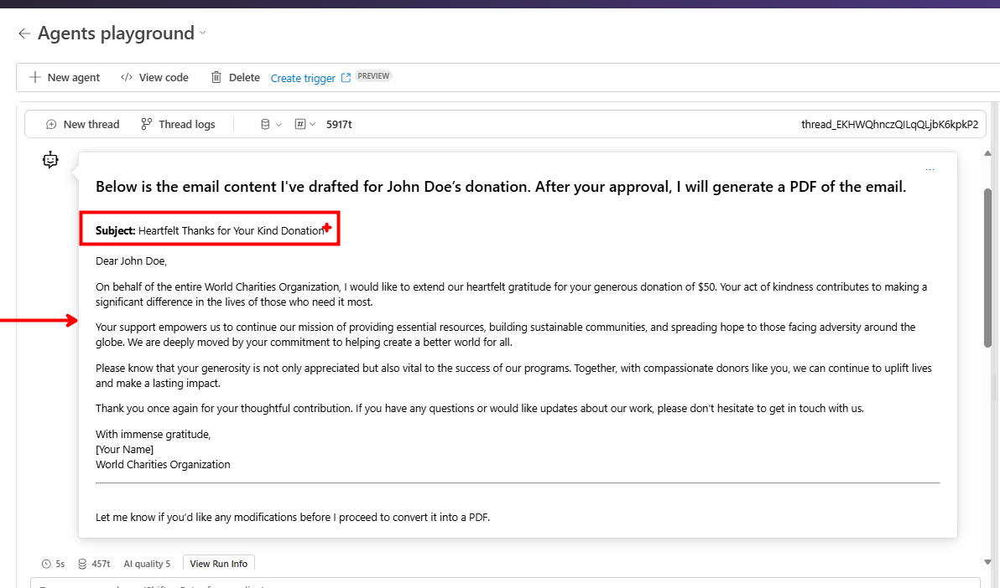 Agents playground
New agent View code Delete Create trigger PREVIEW
New thread Thread logs 5917t thread_EKHWQhnczQILqQLjbK6kpkP2
Below is the email content I've drafted for John Doe’s donation. After your approval, I will generate a PDF of the email.
Subject: Heartfelt Thanks for Your Kind Donation
Dear John Doe,
On behalf of the entire World Charities Organization, I would like to extend our heartfelt gratitude for your generous donation of $50. Your act of kindness contributes to making a
significant difference in the lives of those who need it most.
Your support empowers us to continue our mission of providing essential resources, building sustainable communities, and spreading hope to those facing adversity around the
globe. We are deeply moved by your commitment to helping create a better world for all.
Please know that your generosity is not only appreciated but also vital to the success of our programs. Together, with compassionate donors like you, we can continue to uplift lives
and make a lasting impact.
Thank you once again for your thoughtful contribution. If you have any questions or would like updates about our work, please don’t hesitate to get in touch with us.
With immense gratitude,
[Your Name]
World Charities Organization
Let me know if you’d like any modifications before I proceed to convert it into a PDF.
5s 457t AI quality 5 View Run Info